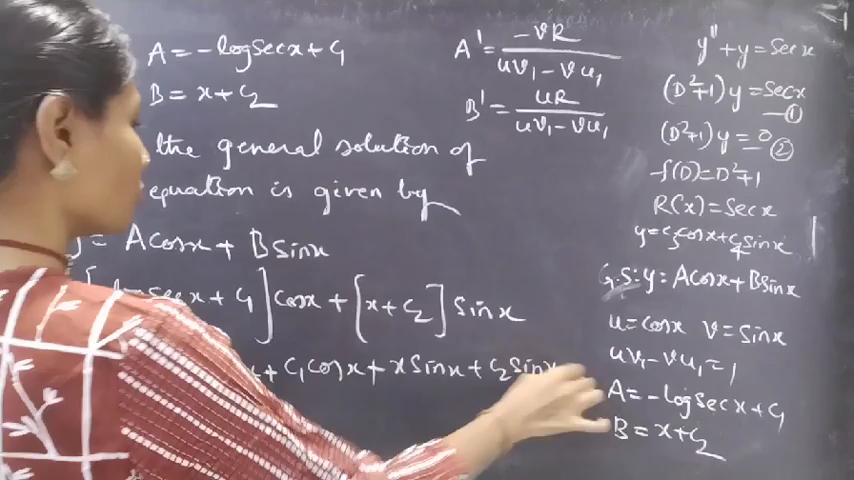 A = -log Sec x + C₁
B = x + C₂
the general solution of
equation is given by
= A cos x + B sin x
Sec x + C₁] cos x + [x + C₂] sin x
x + C₁ cos x + x sin x + C₂ sin x
A' = -VR / (uV₁ - Vu₁)
B' = uR / (uV₁ - Vu₁)
y'' + y = Sec x
(D²+1) y = Sec x —①
(D²+1) y = 0 —②
f(D) = D²+1
R(x) = Sec x
y = C₁ cos x + C₂ sin x
G.S: y = A cos x + B sin x
u = cos x V = sin x
uV₁ - Vu₁ = 1
A = -log Sec x + C₁
B = x + C₂